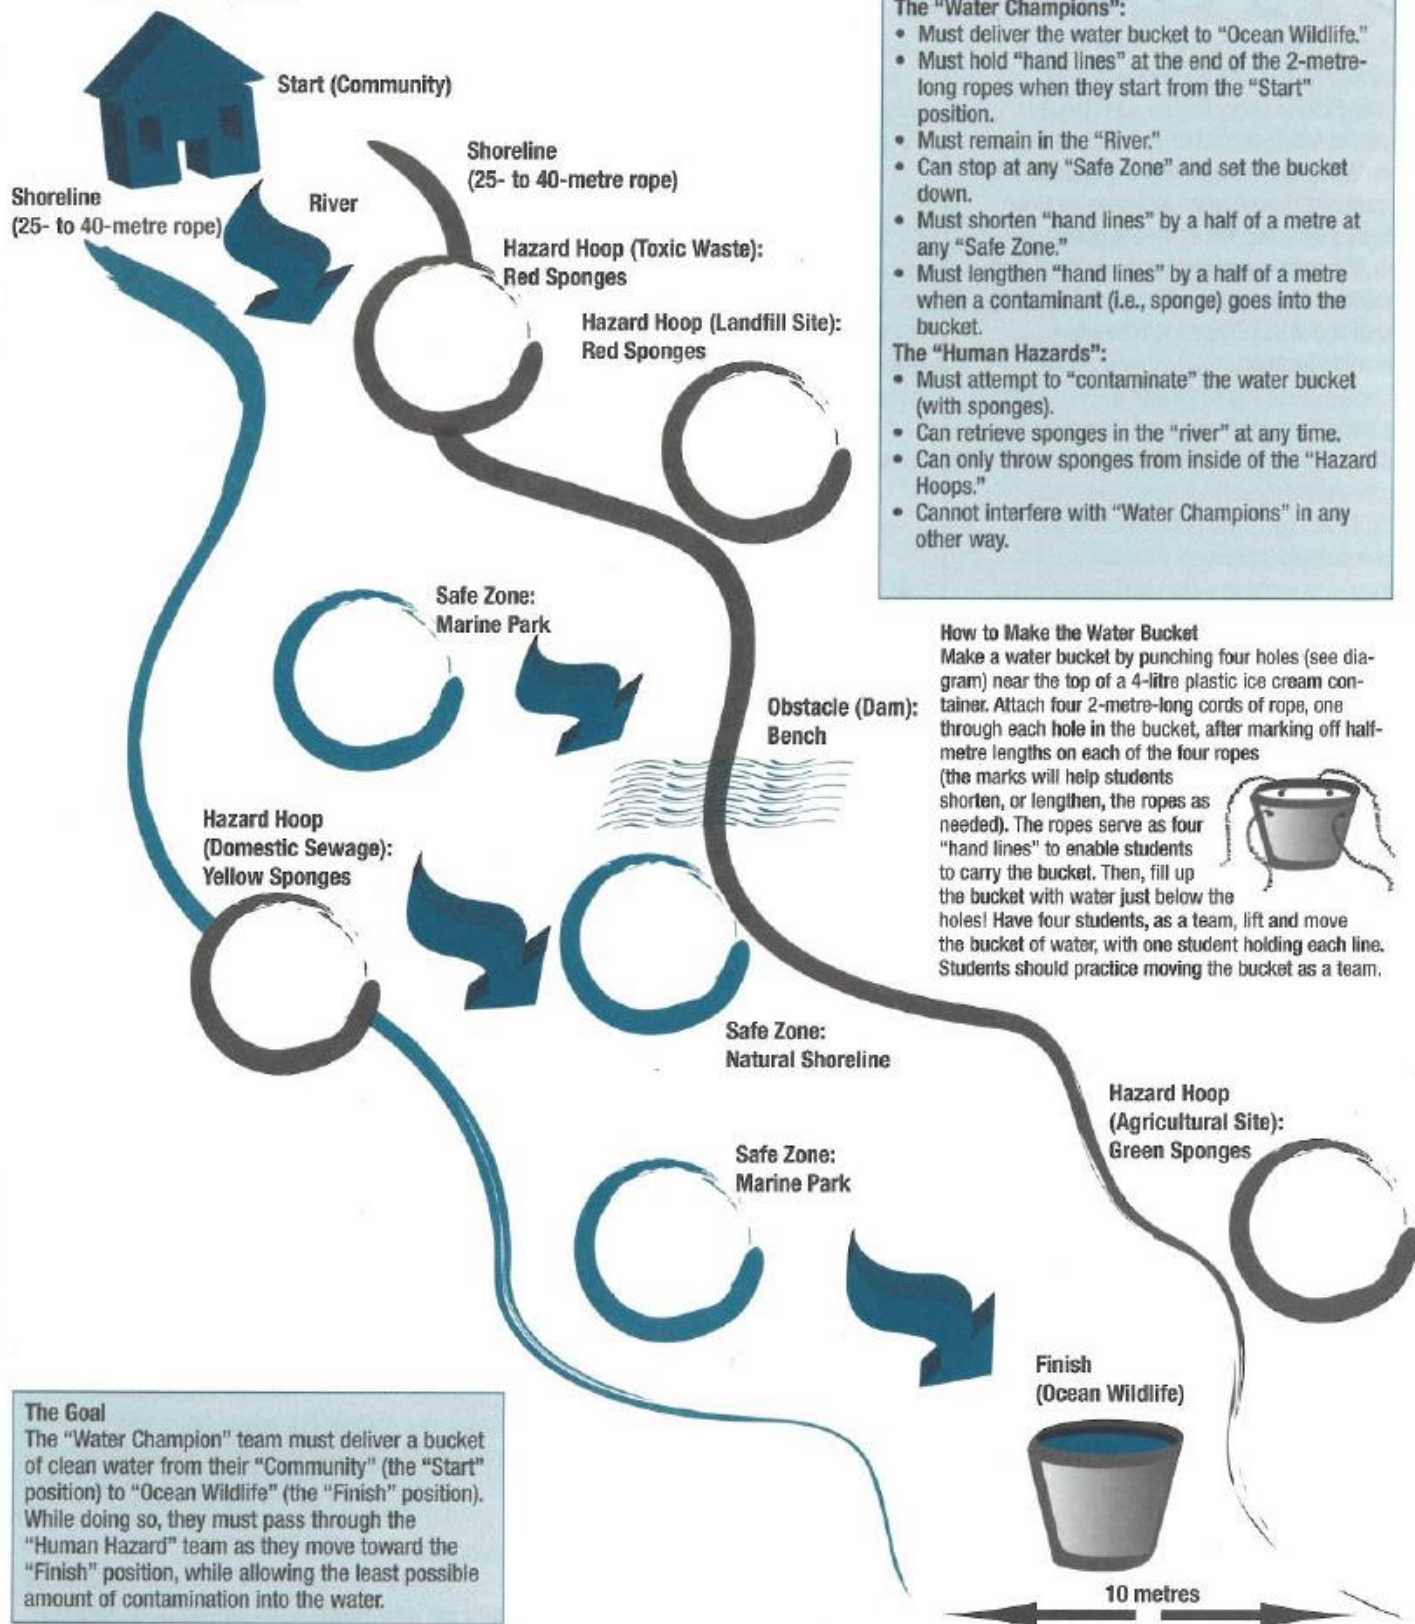 Start (Community)
Shoreline
(25- to 40-metre rope)
Shoreline
(25- to 40-metre rope)
River
Hazard Hoop (Toxic Waste):
Red Sponges
Hazard Hoop (Landfill Site):
Red Sponges
The "Water Champions":
• Must deliver the water bucket to "Ocean Wildlife."
• Must hold "hand lines" at the end of the 2-metre-
long ropes when they start from the "Start"
position.
• Must remain in the "River."
• Can stop at any "Safe Zone" and set the bucket
down.
• Must shorten "hand lines" by a half of a metre at
any "Safe Zone."
• Must lengthen "hand lines" by a half of a metre
when a contaminant (i.e., sponge) goes into the
bucket.
The "Human Hazards":
• Must attempt to "contaminate" the water bucket
(with sponges).
• Can retrieve sponges in the "river" at any time.
• Can only throw sponges from inside of the "Hazard
Hoops."
• Cannot interfere with "Water Champions" in any
other way.
Safe Zone:
Marine Park
Obstacle (Dam):
Bench
How to Make the Water Bucket
Make a water bucket by punching four holes (see dia-
gram) near the top of a 4-litre plastic ice cream con-
tainer. Attach four 2-metre-long cords of rope, one
through each hole in the bucket, after marking off half-
metre lengths on each of the four ropes
(the marks will help students
shorten, or lengthen, the ropes as
needed). The ropes serve as four
"hand lines" to enable students
to carry the bucket. Then, fill up
the bucket with water just below the
holes! Have four students, as a team, lift and move
the bucket of water, with one student holding each line.
Students should practice moving the bucket as a team.
Hazard Hoop
(Domestic Sewage):
Yellow Sponges
Safe Zone:
Natural Shoreline
Hazard Hoop
(Agricultural Site):
Green Sponges
Safe Zone:
Marine Park
Finish
(Ocean Wildlife)
The Goal
The "Water Champion" team must deliver a bucket
of clean water from their "Community" (the "Start"
position) to "Ocean Wildlife" (the "Finish" position).
While doing so, they must pass through the
"Human Hazard" team as they move toward the
"Finish" position, while allowing the least possible
amount of contamination into the water.
10 metres